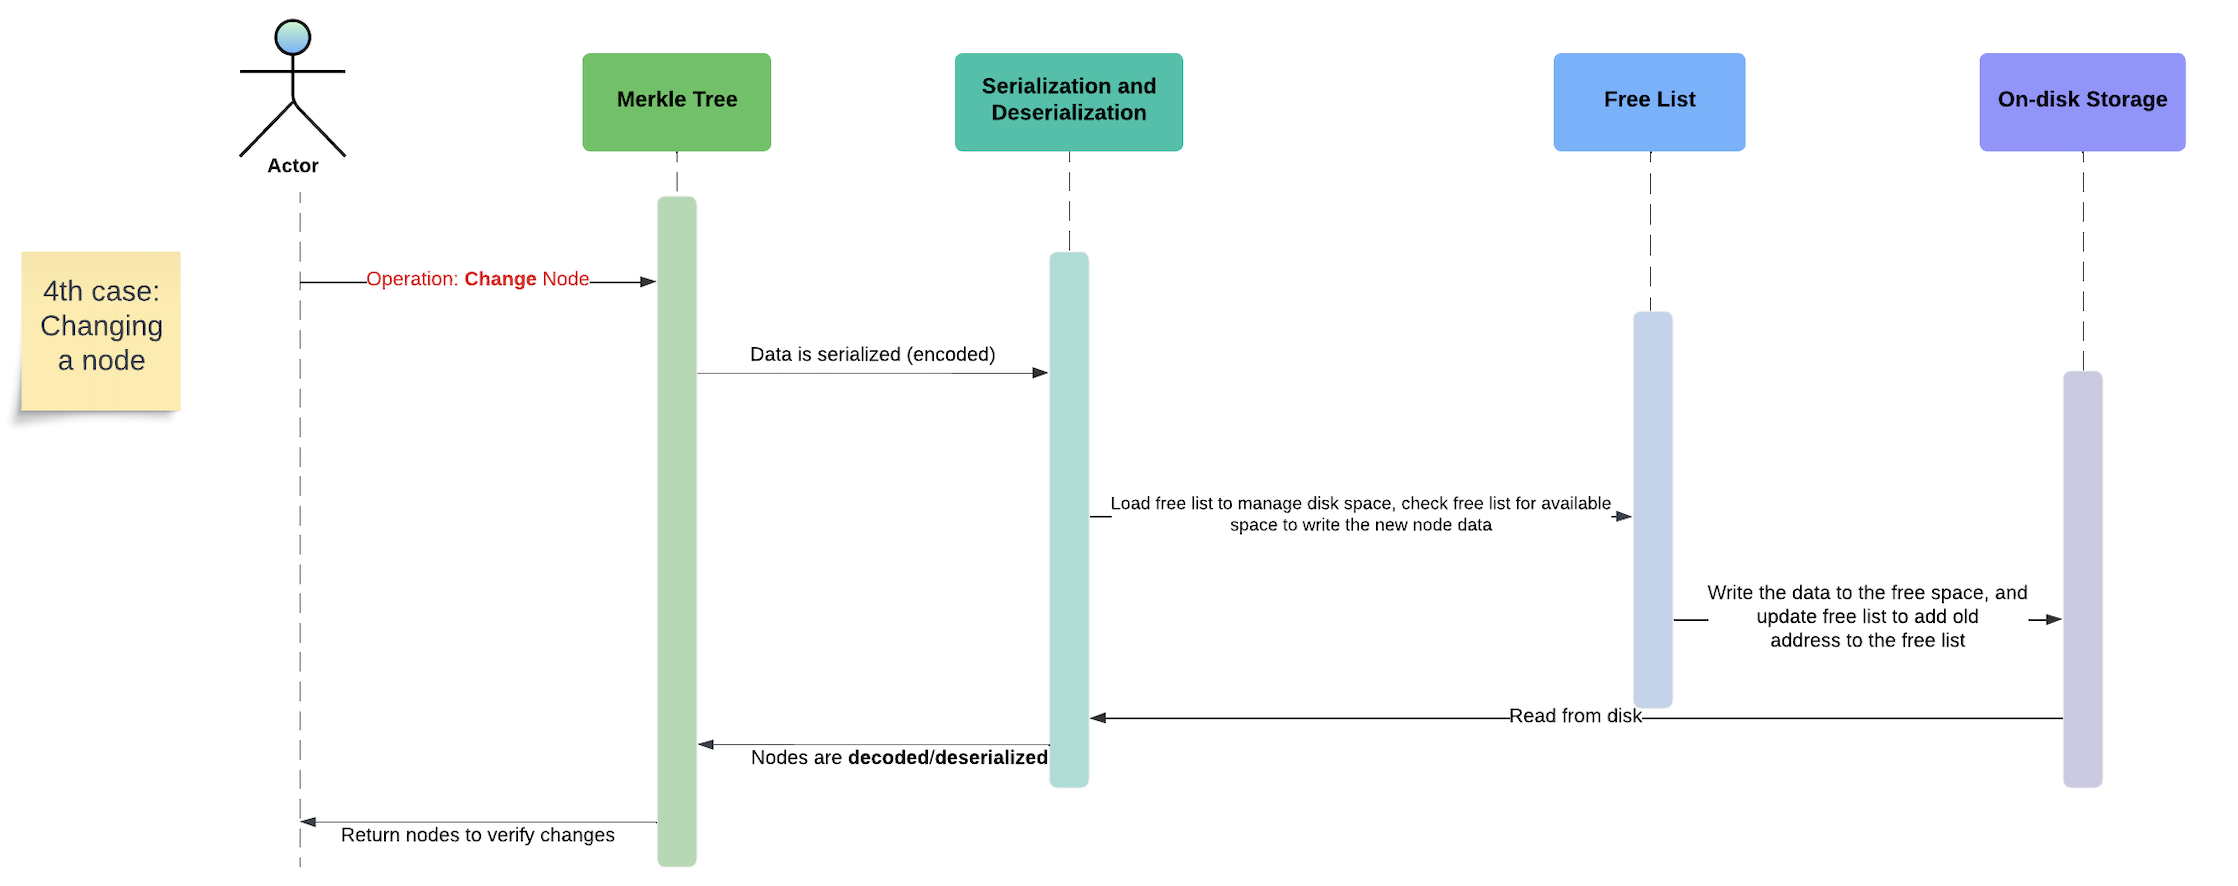 Actor
Merkle Tree
Serialization and
Deserialization
Free List
On-disk Storage
4th case:
Changing
a node
Operation: Change Node
Data is serialized (encoded)
Load free list to manage disk space, check free list for available
space to write the new node data
Write the data to the free space, and
update free list to add old
address to the free list
Read from disk
Nodes are decoded/deserialized
Return nodes to verify changes